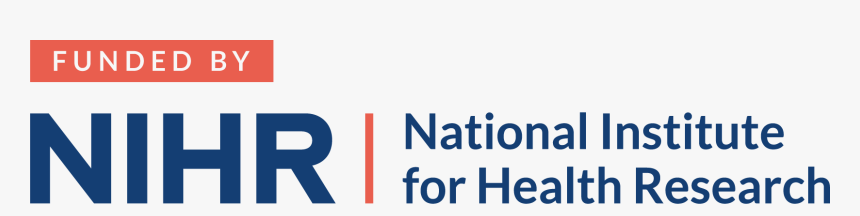 FUNDED BY
NIHR | National Institute
for Health Research